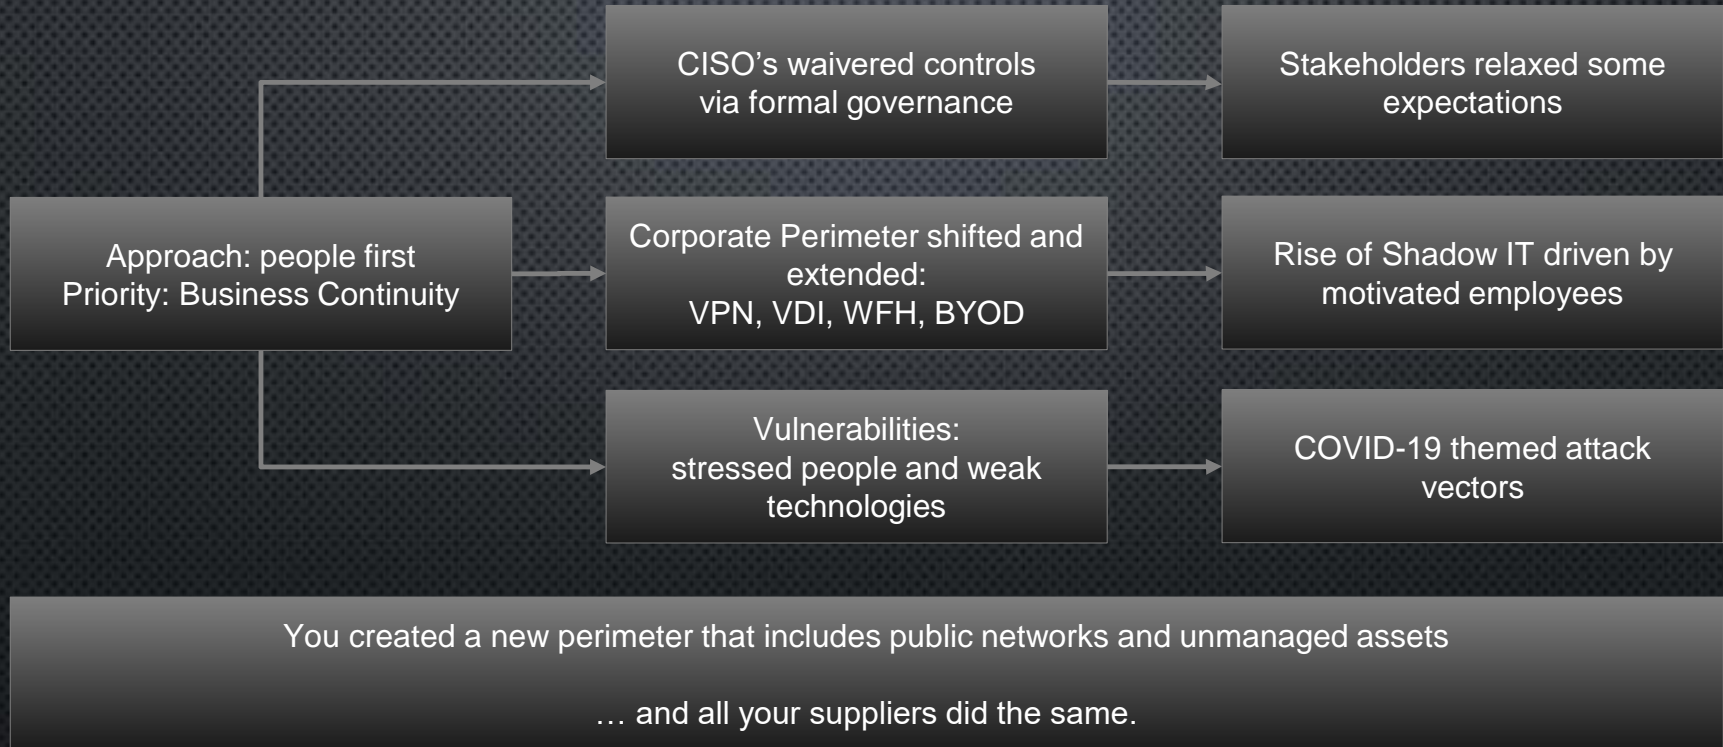 CISO’s waivered controls
via formal governance
Stakeholders relaxed some
expectations
Approach: people first
Priority: Business Continuity
Corporate Perimeter shifted and
extended:
VPN, VDI, WFH, BYOD
Rise of Shadow IT driven by
motivated employees
Vulnerabilities:
stressed people and weak
technologies
COVID-19 themed attack
vectors
You created a new perimeter that includes public networks and unmanaged assets
… and all your suppliers did the same.